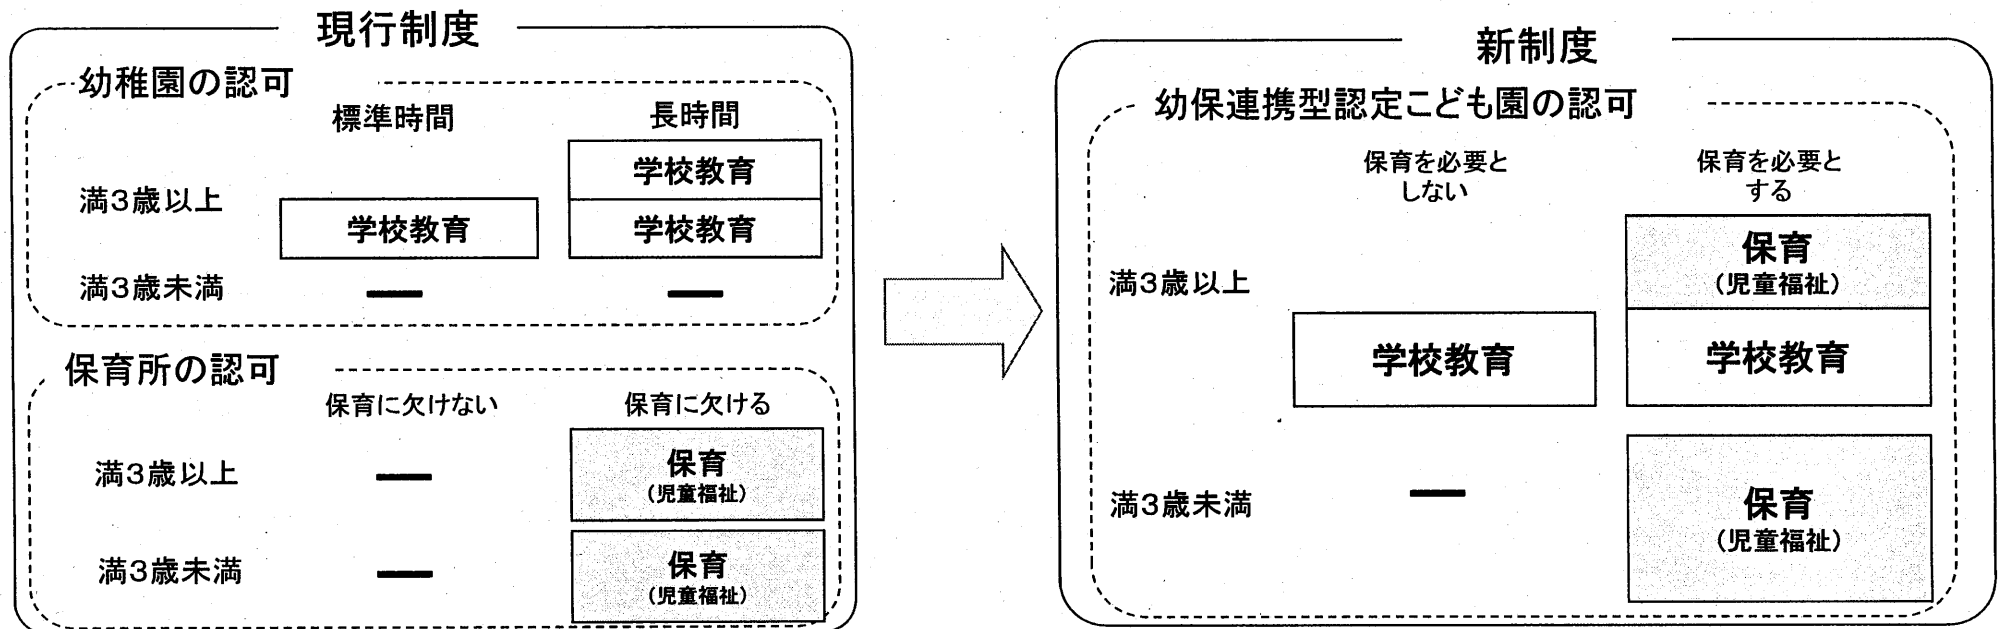 現行制度
幼稚園の認可
標準時間
長時間
満3歳以上
学校教育
学校教育
学校教育
満3歳未満
ー
ー
保育所の認可
保育に欠けない
保育に欠ける
満3歳以上
ー
保育
(児童福祉)
満3歳未満
ー
保育
(児童福祉)
新制度
幼保連携型認定こども園の認可
保育を必要と
しない
保育を必要と
する
満3歳以上
保育
(児童福祉)
学校教育
学校教育
満3歳未満
ー
保育
(児童福祉)